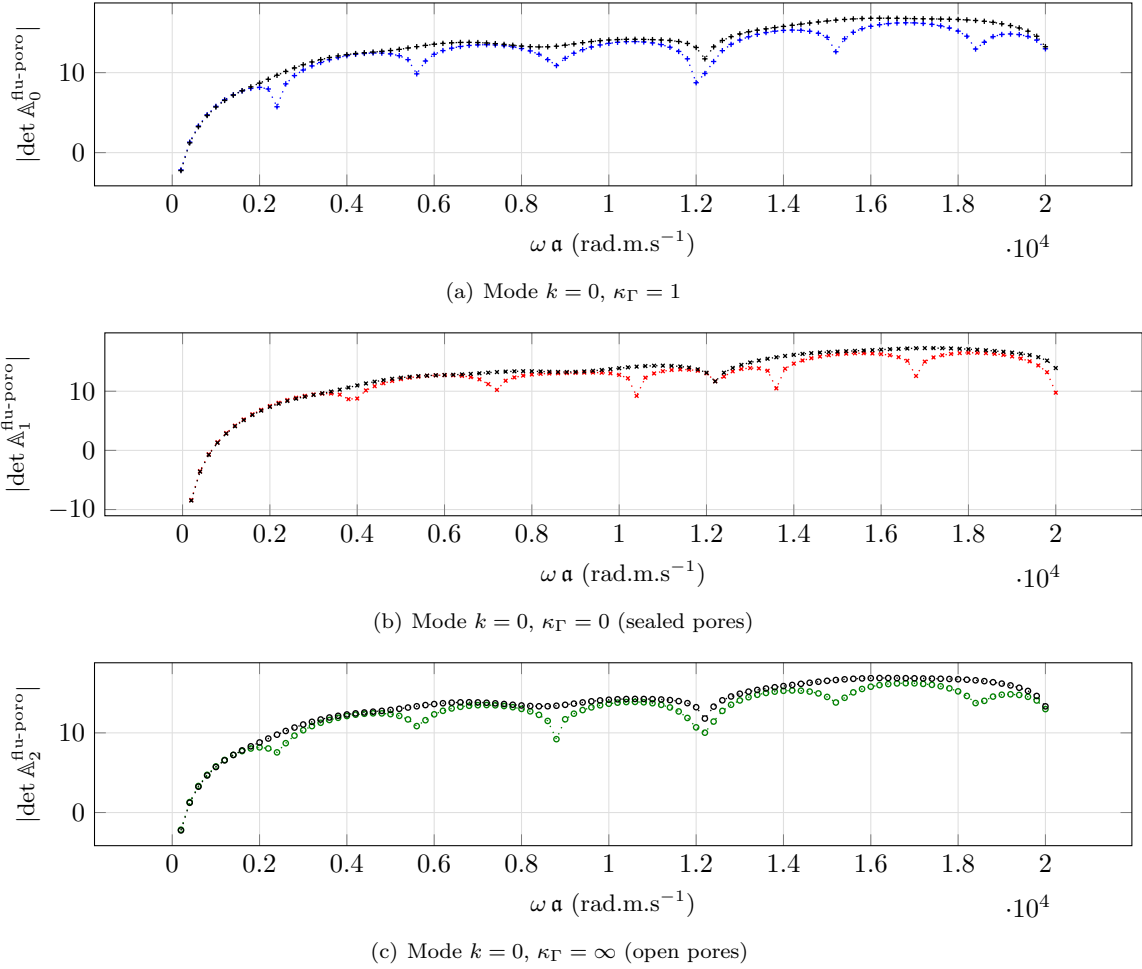 |det 𝔸₀^flu-poro|
10
0
0 0.2 0.4 0.6 0.8 1 1.2 1.4 1.6 1.8 2
ω 𝔞 (rad.m.s⁻¹)
·10⁴
(a) Mode k = 0, κ_Γ = 1
|det 𝔸₁^flu-poro|
10
0
−10
0 0.2 0.4 0.6 0.8 1 1.2 1.4 1.6 1.8 2
ω 𝔞 (rad.m.s⁻¹)
·10⁴
(b) Mode k = 0, κ_Γ = 0 (sealed pores)
|det 𝔸₂^flu-poro|
10
0
0 0.2 0.4 0.6 0.8 1 1.2 1.4 1.6 1.8 2
ω 𝔞 (rad.m.s⁻¹)
·10⁴
(c) Mode k = 0, κ_Γ = ∞ (open pores)